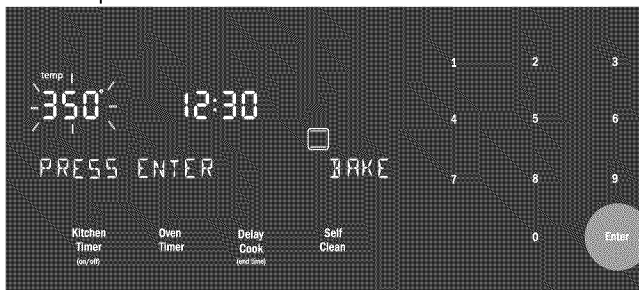 temp
350° 12:30
PRESS ENTER BAKE
Kitchen Timer (on/off)
Oven Timer
Delay Cook (end time)
Self Clean
1 2 3
4 5 6
7 8 9
0 Enter